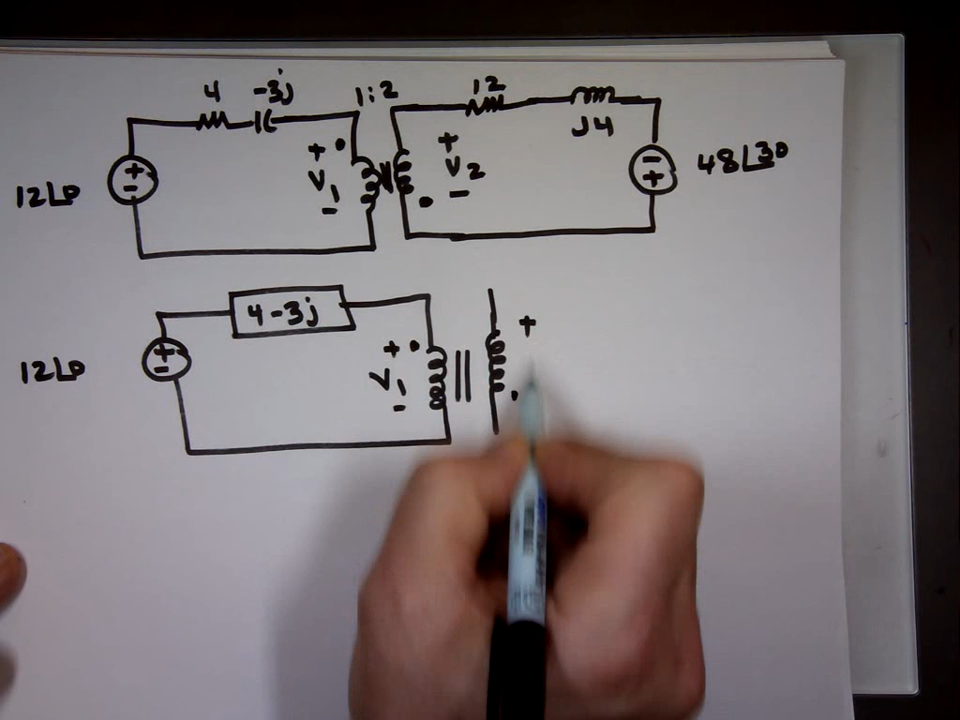 4 -3j 1:2 12 J4
12∠0 + - + V1 - + V2 - - + 48∠30
4-3j
12∠0 + - + V1 - +